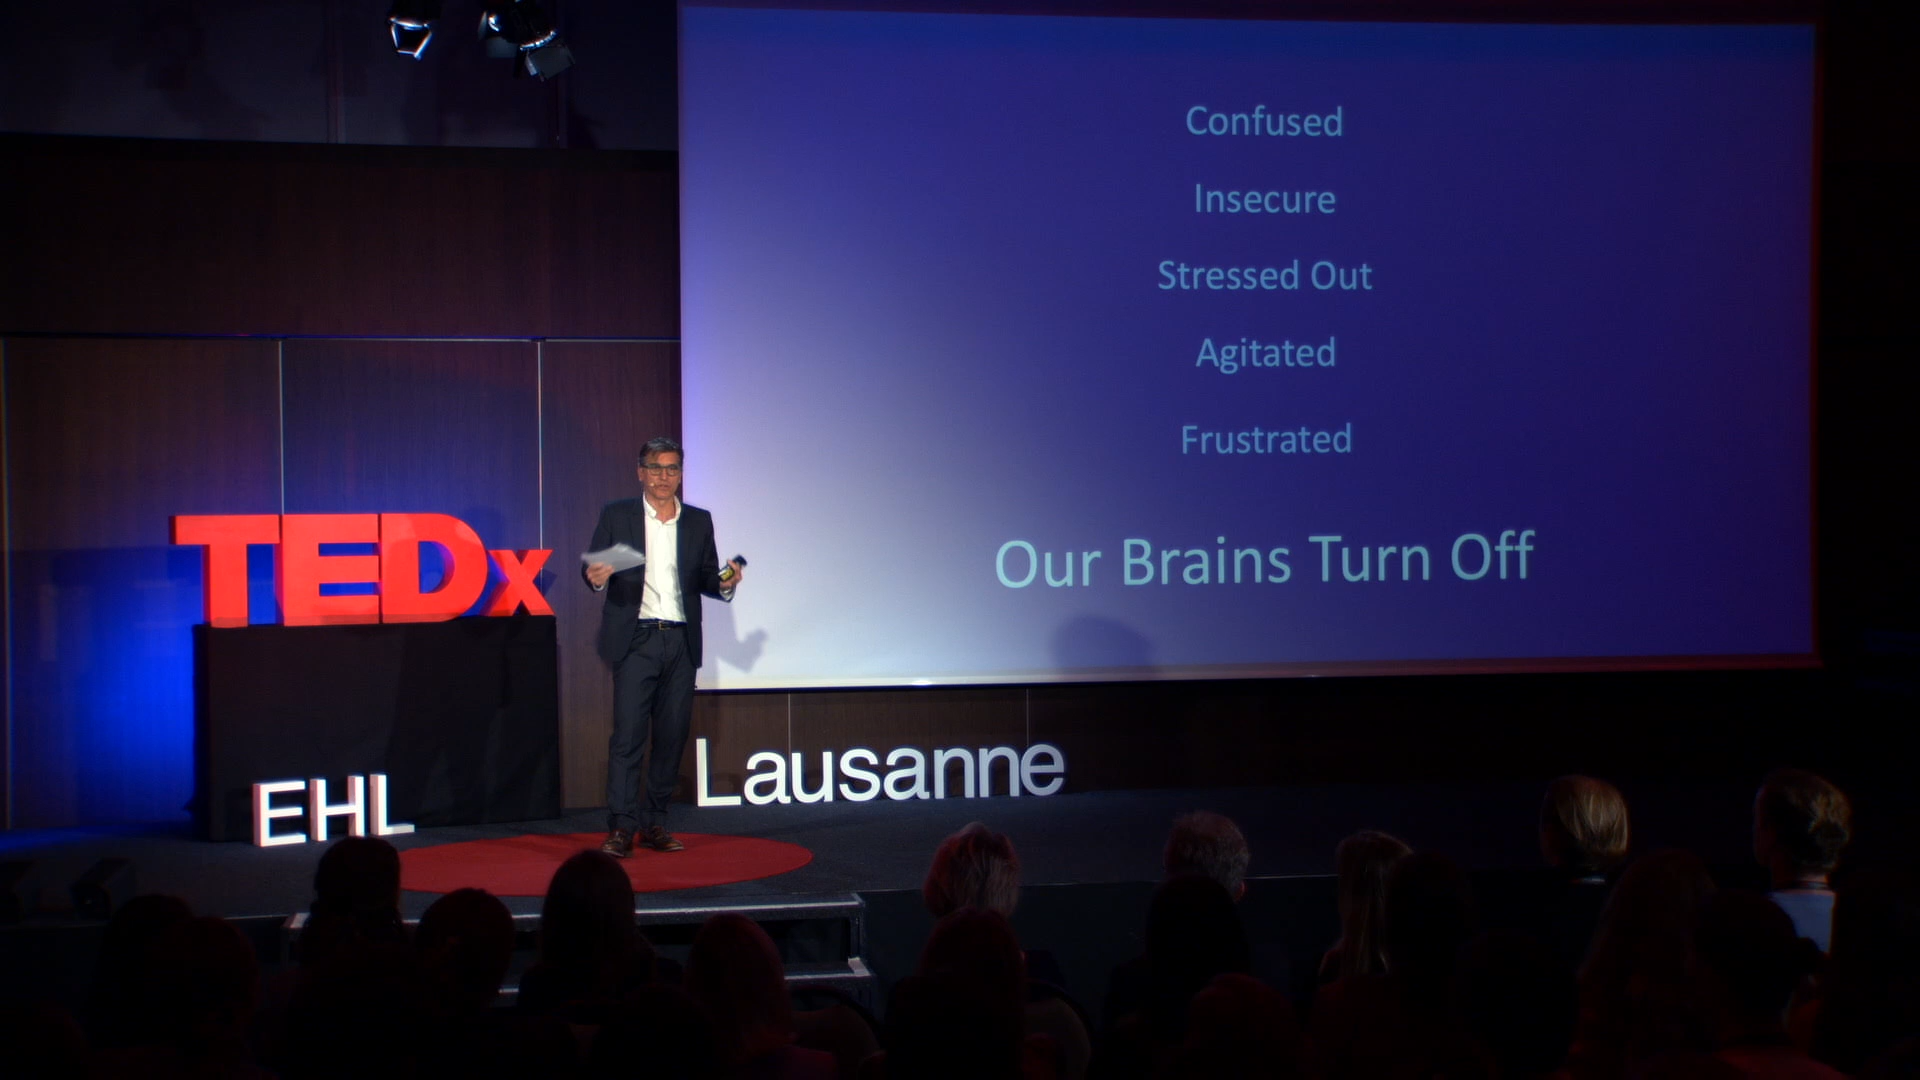 Confused
Insecure
Stressed Out
Agitated
Frustrated
Our Brains Turn Off
TEDx
EHL Lausanne